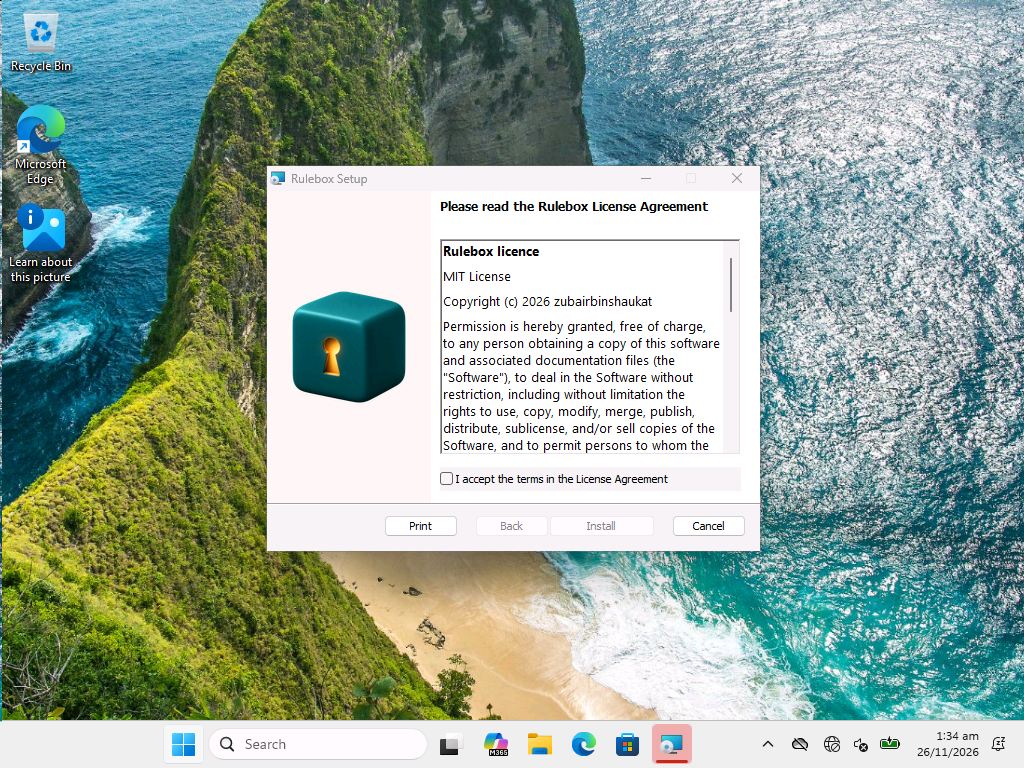 Recycle Bin
Microsoft
Edge
Learn about
this picture
Rulebox Setup
Please read the Rulebox License Agreement
Rulebox licence
MIT License
Copyright (c) 2026 zubairbinshaukat
Permission is hereby granted, free of charge,
to any person obtaining a copy of this software
and associated documentation files (the
"Software"), to deal in the Software without
restriction, including without limitation the
rights to use, copy, modify, merge, publish,
distribute, sublicense, and/or sell copies of the
Software, and to permit persons to whom the
I accept the terms in the License Agreement
Print
Back
Install
Cancel
Search
M365
1:34 am
26/11/2026